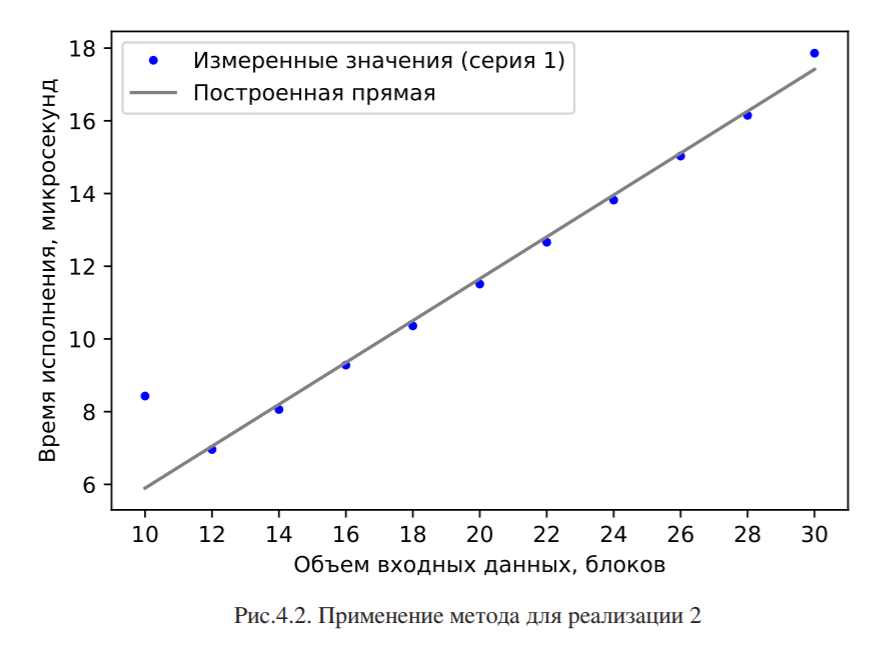 18
16
14
12
10
8
6
Время исполнения, микросекунд
Измеренные значения (серия 1)
Построенная прямая
10 12 14 16 18 20 22 24 26 28 30
Объем входных данных, блоков
Рис.4.2. Применение метода для реализации 2